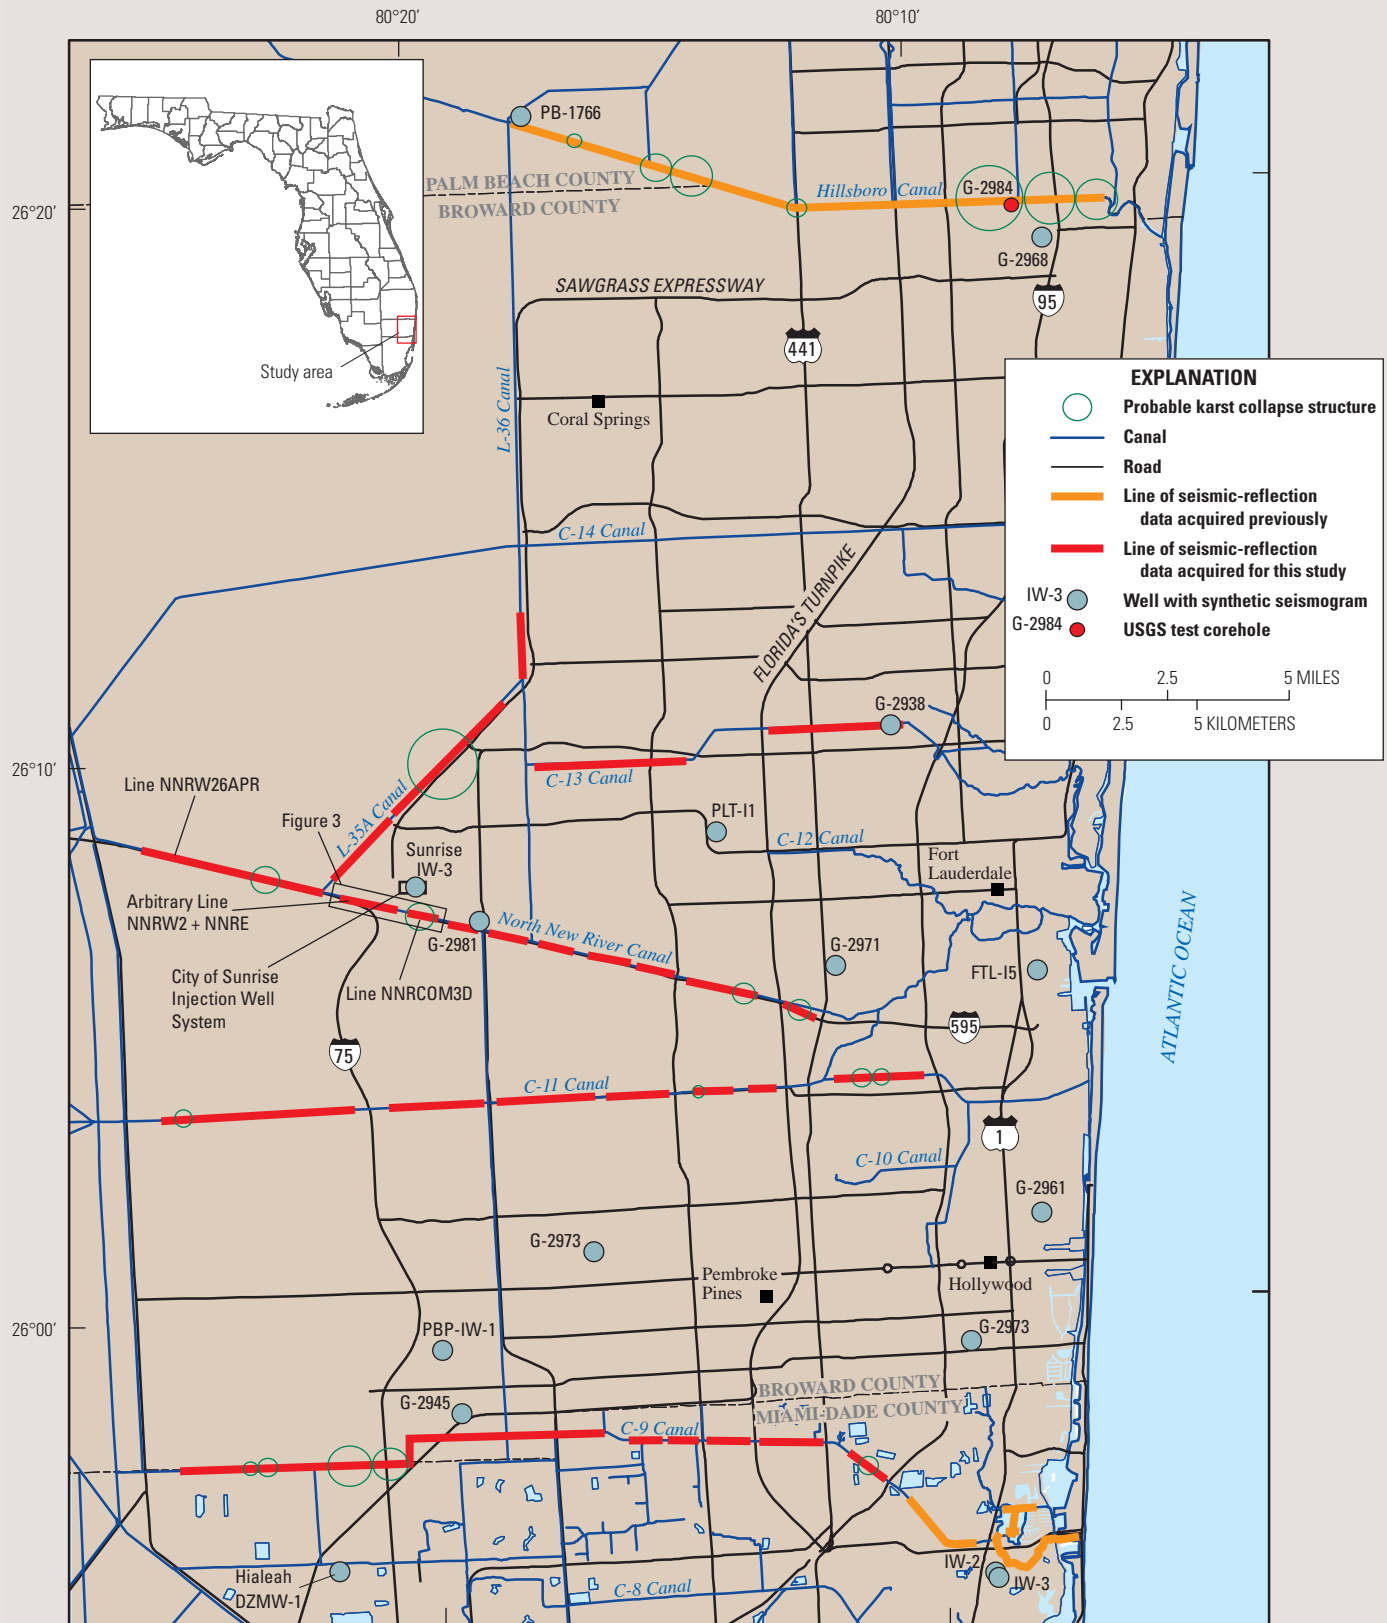 80°20′
80°10′
PB-1766
PALM BEACH COUNTY
BROWARD COUNTY
Hillsboro Canal
G-2984
26°20′
G-2968
SAWGRASS EXPRESSWAY
95
441
Study area
L-36 Canal
Coral Springs
EXPLANATION
Probable karst collapse structure
Canal
Road
Line of seismic-reflection
data acquired previously
Line of seismic-reflection
data acquired for this study
IW-3
Well with synthetic seismogram
G-2984
USGS test corehole
0
2.5
5 MILES
0
2.5
5 KILOMETERS
C-14 Canal
FLORIDA'S TURNPIKE
G-2938
26°10′
C-13 Canal
Line NNRW26APR
Figure 3
L-35A Canal
PLT-I1
C-12 Canal
Sunrise
IW-3
Fort
Lauderdale
Arbitrary Line
NNRW2 + NNRE
G-2981
North New River Canal
G-2971
FTL-I5
City of Sunrise
Injection Well
System
Line NNRCOM3D
ATLANTIC OCEAN
595
75
C-11 Canal
1
C-10 Canal
G-2961
G-2973
Pembroke
Pines
Hollywood
26°00′
PBP-IW-1
G-2973
BROWARD COUNTY
MIAMI-DADE COUNTY
G-2945
C-9 Canal
Hialeah
DZMW-1
IW-2
IW-3
C-8 Canal